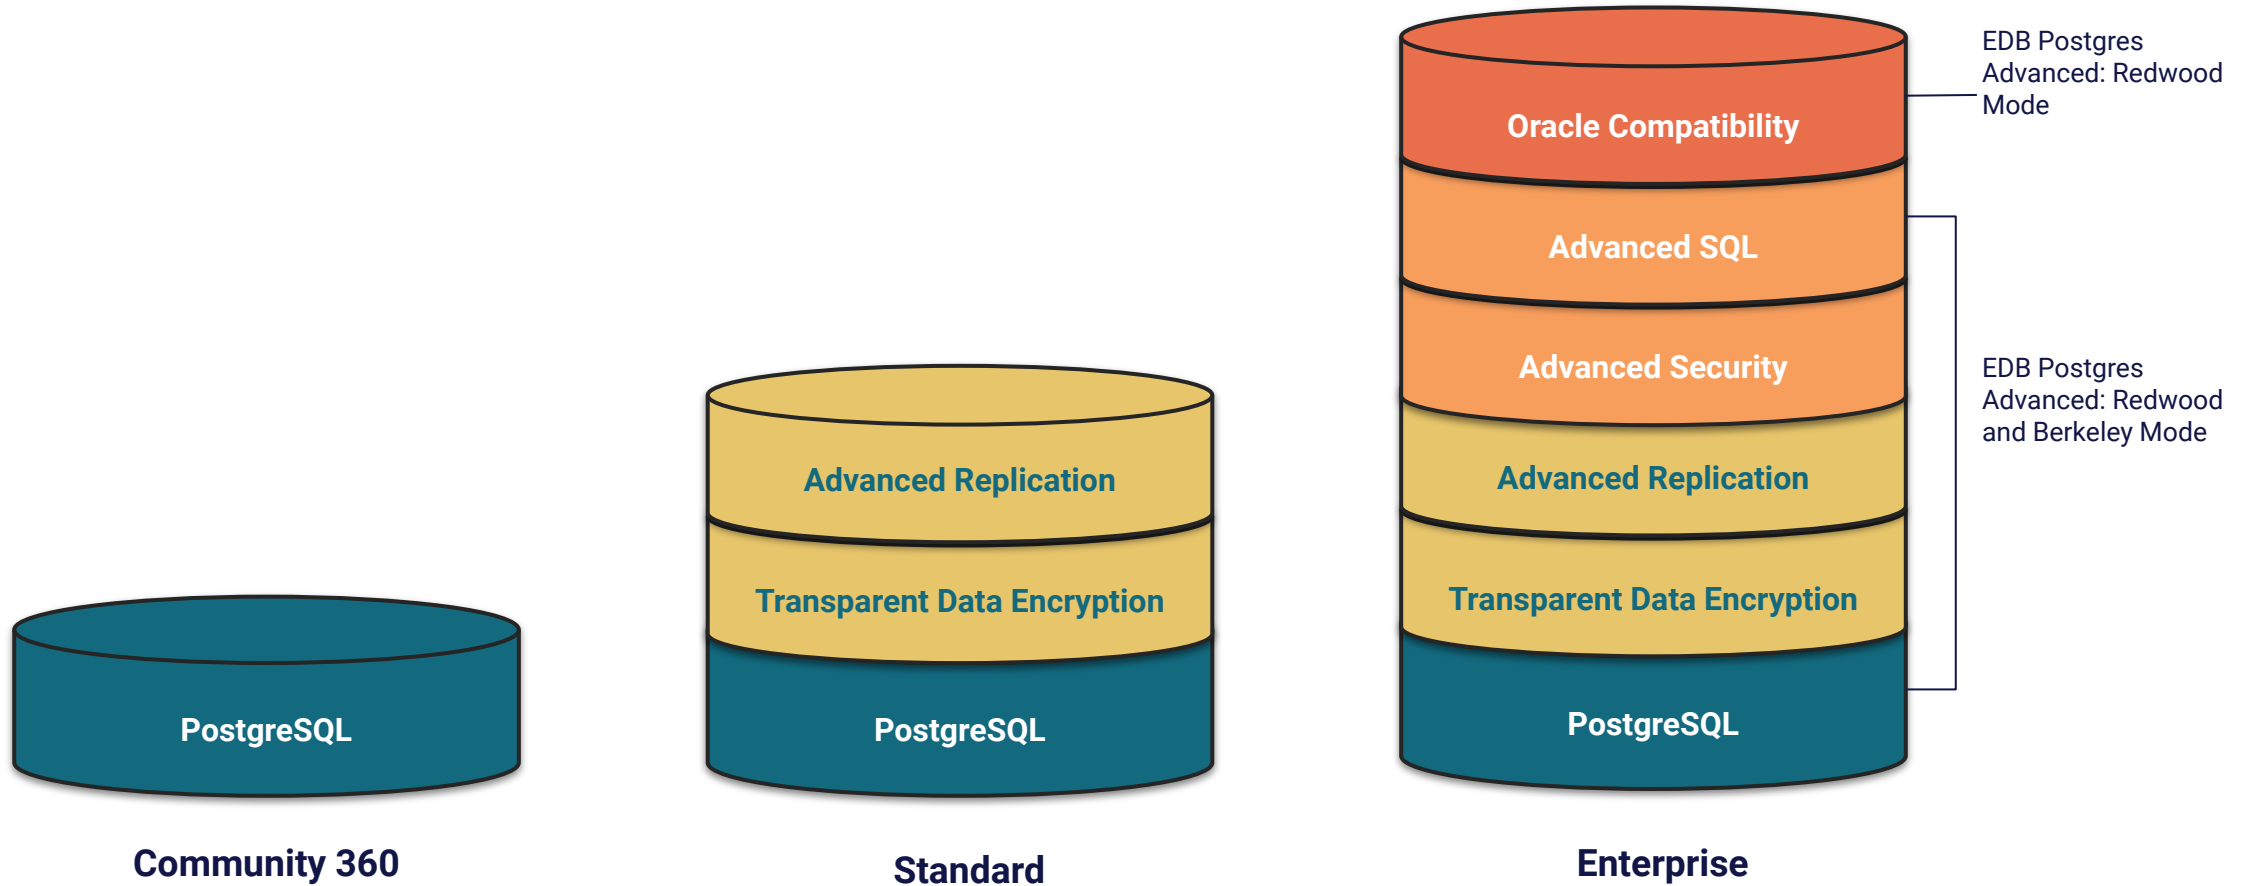 PostgreSQL
Community 360
Advanced Replication
Transparent Data Encryption
PostgreSQL
Standard
Oracle Compatibility
Advanced SQL
Advanced Security
Advanced Replication
Transparent Data Encryption
PostgreSQL
Enterprise
EDB Postgres
Advanced: Redwood
Mode
EDB Postgres
Advanced: Redwood
and Berkeley Mode